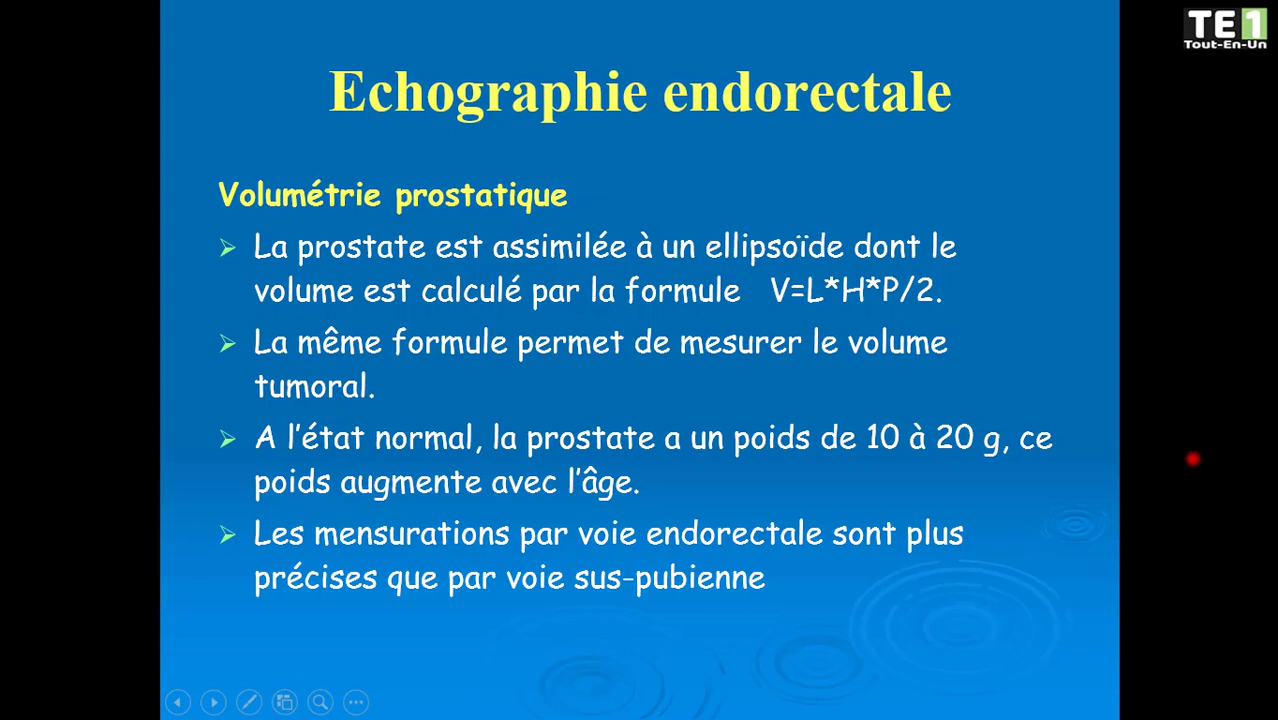 TE1
Tout-En-Un
Echographie endorectale
Volumétrie prostatique
La prostate est assimilée à un ellipsoïde dont le
volume est calculé par la formule V=L*H*P/2.
La même formule permet de mesurer le volume
tumoral.
A l'état normal, la prostate a un poids de 10 à 20 g, ce
poids augmente avec l'âge.
Les mensurations par voie endorectale sont plus
précises que par voie sus-pubienne